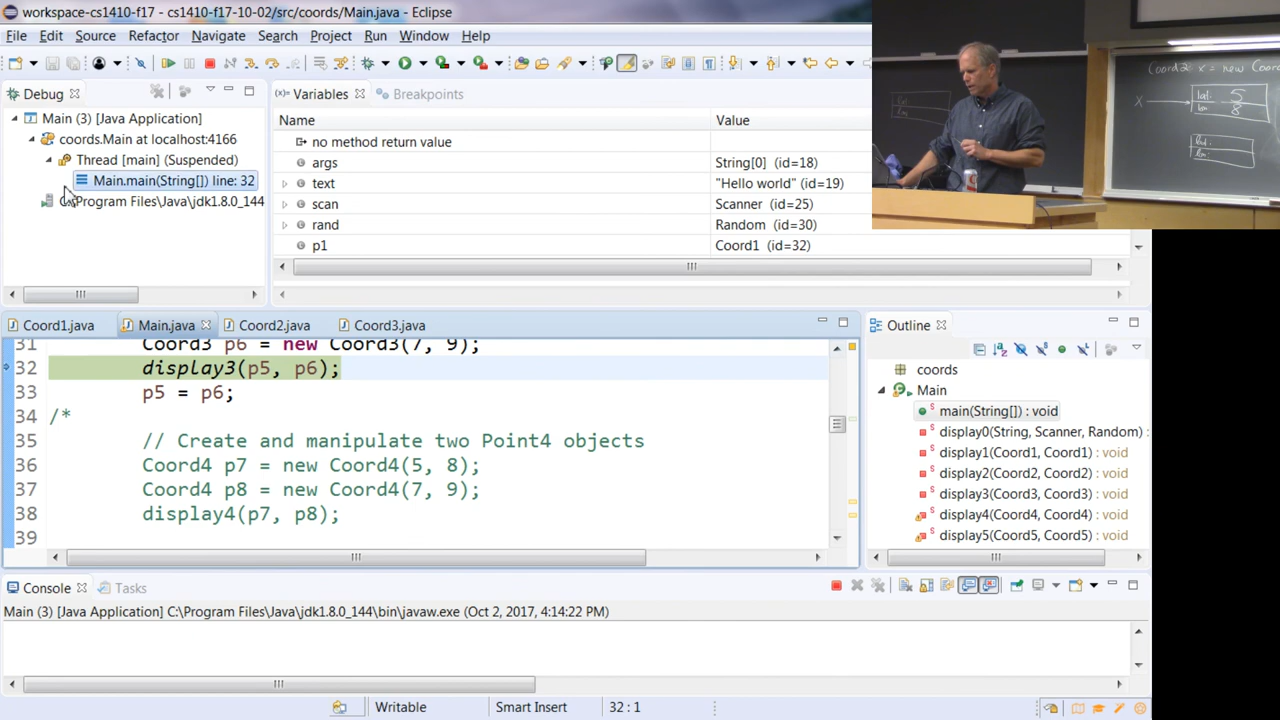 workspace-cs1410-f17 - cs1410-f17-10-02/src/coords/Main.java - Eclipse
File Edit Source Refactor Navigate Search Project Run Window Help
Debug
Variables Breakpoints
Name Value
Main (3) [Java Application]
coords.Main at localhost:4166
Thread [main] (Suspended)
Main.main(String[]) line: 32
Program Files\Java\jdk1.8.0_144
no method return value
args String[0] (id=18)
text "Hello world" (id=19)
scan Scanner (id=25)
rand Random (id=30)
p1 Coord1 (id=32)
Coord2: x = new Coord
x
lat: 5
lon: 8
Coord1.java Main.java Coord2.java Coord3.java
31 Coord3 p6 = new Coord3(7, 9);
32 display3(p5, p6);
33 p5 = p6;
34 /*
35 // Create and manipulate two Point4 objects
36 Coord4 p7 = new Coord4(5, 8);
37 Coord4 p8 = new Coord4(7, 9);
38 display4(p7, p8);
39
Outline
coords
Main
main(String[]) : void
display0(String, Scanner, Random) :
display1(Coord1, Coord1) : void
display2(Coord2, Coord2) : void
display3(Coord3, Coord3) : void
display4(Coord4, Coord4) : void
display5(Coord5, Coord5) : void
Console Tasks
Main (3) [Java Application] C:\Program Files\Java\jdk1.8.0_144\bin\javaw.exe (Oct 2, 2017, 4:14:22 PM)
Writable Smart Insert 32 : 1